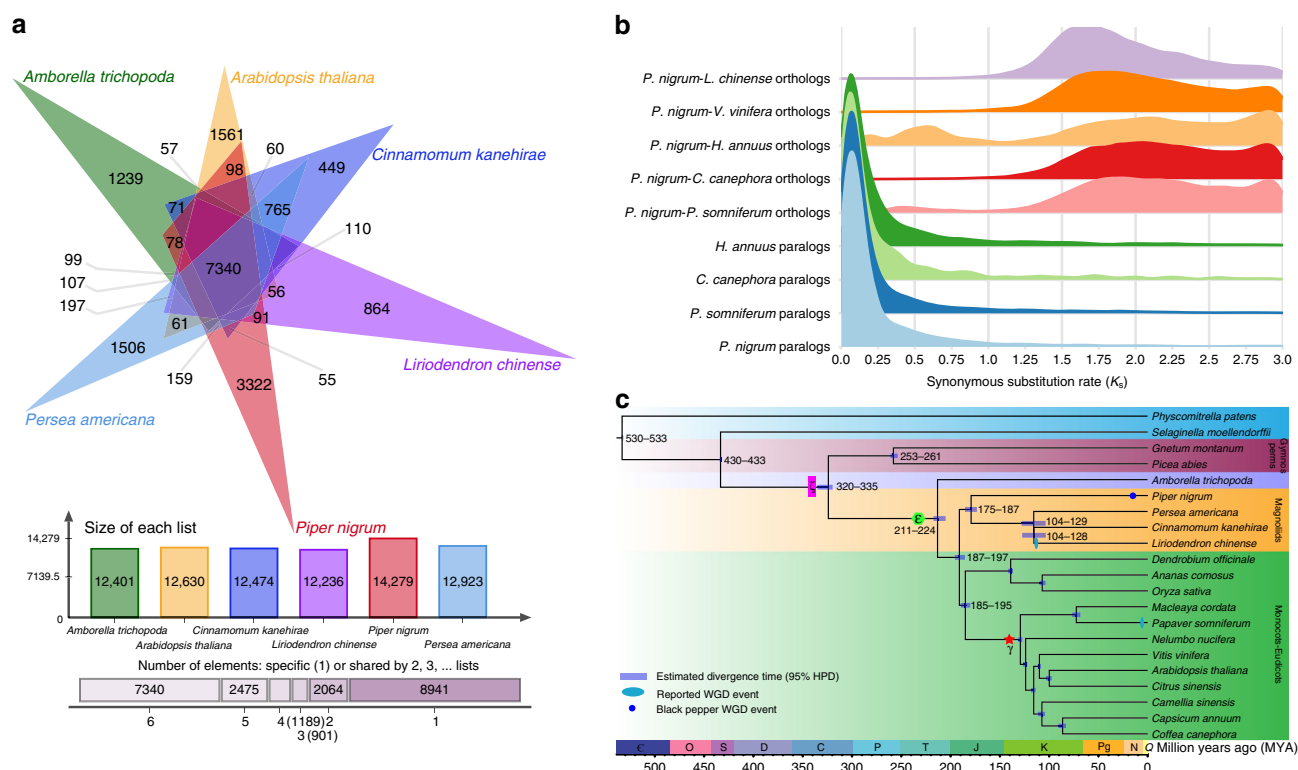 a
Amborella trichopoda
Arabidopsis thaliana
Cinnamomum kanehirae
Liriodendron chinense
Piper nigrum
Persea americana
1561
57
60
98
449
1239
765
71
110
78
99
7340
107
56
197
61
91
864
1506
159
3322
55
Size of each list
14,279
7139.5
0
12,401
12,630
12,474
12,236
14,279
12,923
Amborella trichopoda
Arabidopsis thaliana
Cinnamomum kanehirae
Liriodendron chinense
Piper nigrum
Persea americana
Number of elements: specific (1) or shared by 2, 3, ... lists
7340 2475 2064 8941
6 5 4 (1189) 2 1
3 (901)
b
P. nigrum-L. chinense orthologs
P. nigrum-V. vinifera orthologs
P. nigrum-H. annuus orthologs
P. nigrum-C. canephora orthologs
P. nigrum-P. somniferum orthologs
H. annuus paralogs
C. canephora paralogs
P. somniferum paralogs
P. nigrum paralogs
0.0 0.25 0.5 0.75 1.0 1.25 1.5 1.75 2.0 2.25 2.5 2.75 3.0
Synonymous substitution rate (Ks)
c
Physcomitrella patens
Selaginella moellendorffii
Gnetum montanum
Picea abies
Amborella trichopoda
Piper nigrum
Persea americana
Cinnamomum kanehirae
Liriodendron chinense
Dendrobium officinale
Ananas comosus
Oryza sativa
Macleaya cordata
Papaver somniferum
Nelumbo nucifera
Vitis vinifera
Arabidopsis thaliana
Citrus sinensis
Camellia sinensis
Capsicum annuum
Coffea canephora
Gymnos
perms
Magnoliids
Monocots-Eudicots
530–533
430–433
253–261
ξ
320–335
175–187
104–129
104–128
ε
211–224
187–197
185–195
γ
Estimated divergence time (95% HPD)
Reported WGD event
Black pepper WGD event
Є O S D C P T J K Pg N Q Million years ago (MYA)
500 450 400 350 300 250 200 150 100 50 0